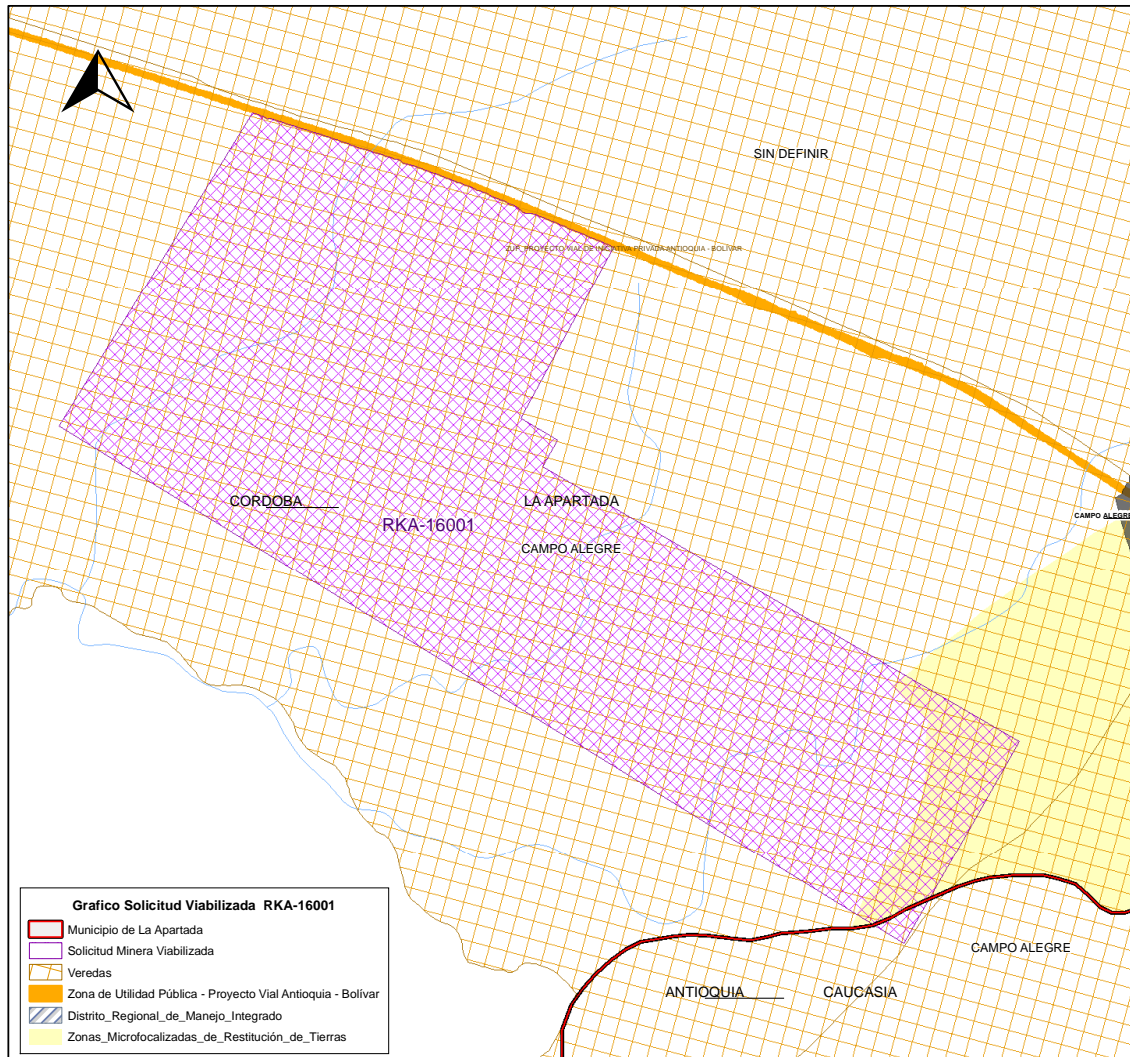 SIN DEFINIR
ZUP_PROYECTO VIAL DE INICIATIVA PRIVADA ANTIOQUIA - BOLIVAR
CORDOBA
LA APARTADA
CAMPO ALEGRE
RKA-16001
CAMPO ALEGRE
CAMPO ALEGRE
ANTIOQUIA
CAUCASIA
Grafico Solicitud Viabilizada RKA-16001
Municipio de La Apartada
Solicitud Minera Viabilizada
Veredas
Zona de Utilidad Pública - Proyecto Vial Antioquia - Bolívar
Distrito_Regional_de_Manejo_Integrado
Zonas_Microfocalizadas_de_Restitución_de_Tierras